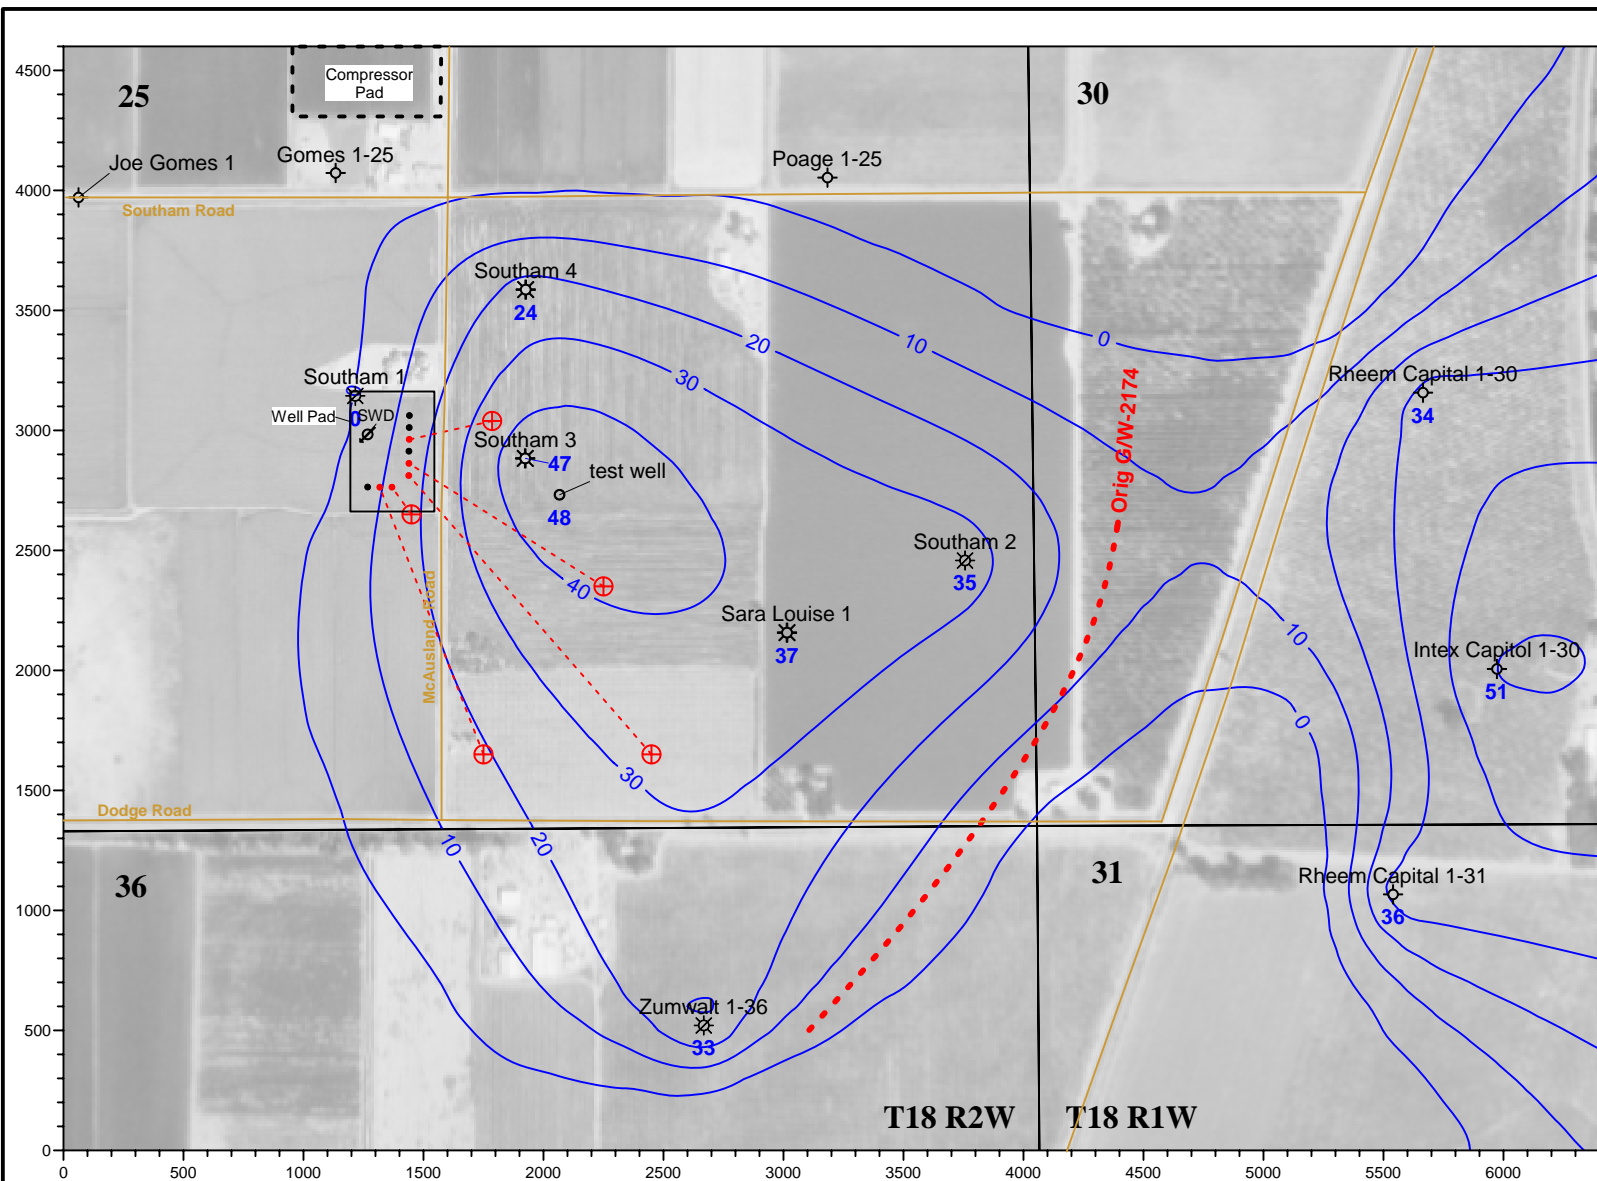 4500
4000
3500
3000
2500
2000
1500
1000
500
0
0
500
1000
1500
2000
2500
3000
3500
4000
4500
5000
5500
6000
25
Compressor
Pad
30
Joe Gomes 1
Gomes 1-25
Poage 1-25
Southam Road
Southam 4
24
20
10
0
30
Southam 1
0
Well Pad
SWD
Southam 3
47
test well
48
40
Orig G/W-2174
Rheem Capital 1-30
34
Southam 2
35
Sara Louise 1
37
McAusland Road
10
Intex Capitol 1-30
51
0
30
Dodge Road
10
20
36
31
Rheem Capital 1-31
36
Zumwalt 1-36
33
T18 R2W
T18 R1W